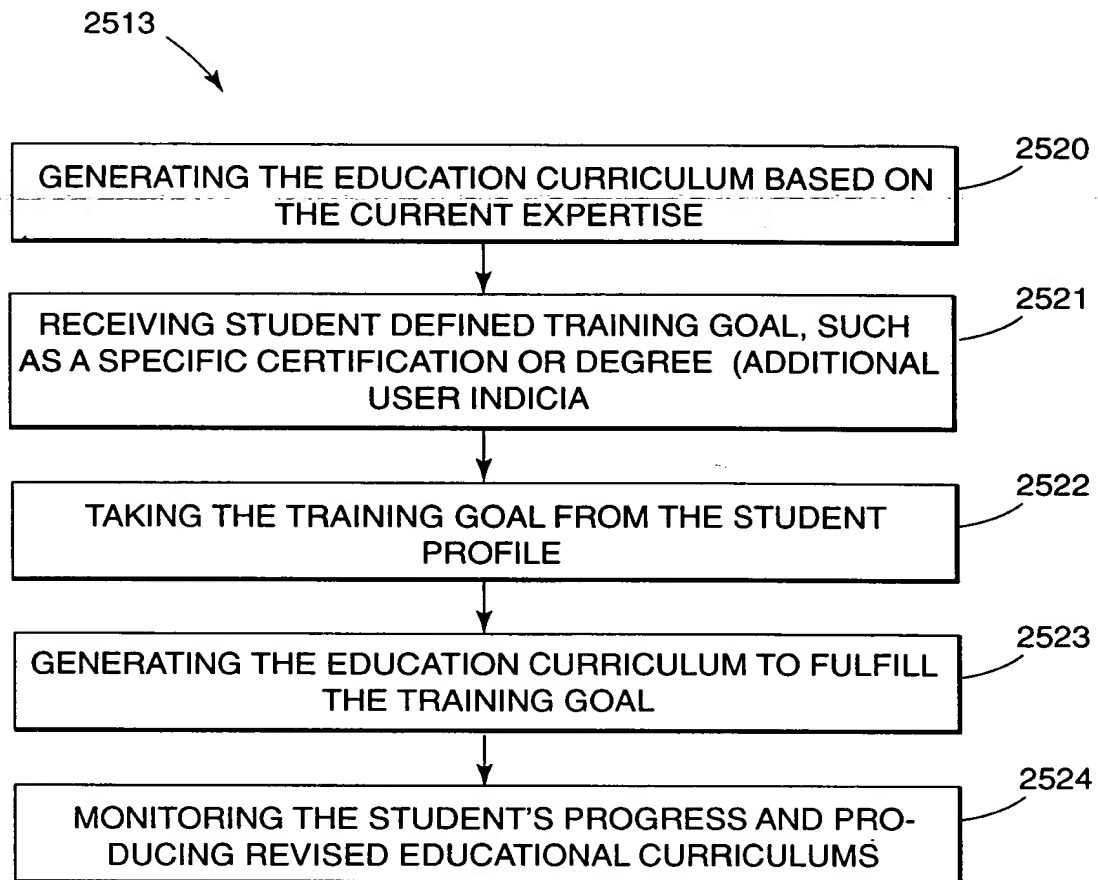 2513
2520
GENERATING THE EDUCATION CURRICULUM BASED ON
THE CURRENT EXPERTISE
2521
RECEIVING STUDENT DEFINED TRAINING GOAL, SUCH
AS A SPECIFIC CERTIFICATION OR DEGREE (ADDITIONAL
USER INDICIA
2522
TAKING THE TRAINING GOAL FROM THE STUDENT
PROFILE
2523
GENERATING THE EDUCATION CURRICULUM TO FULFILL
THE TRAINING GOAL
2524
MONITORING THE STUDENT'S PROGRESS AND PRO-
DUCING REVISED EDUCATIONAL CURRICULUMS